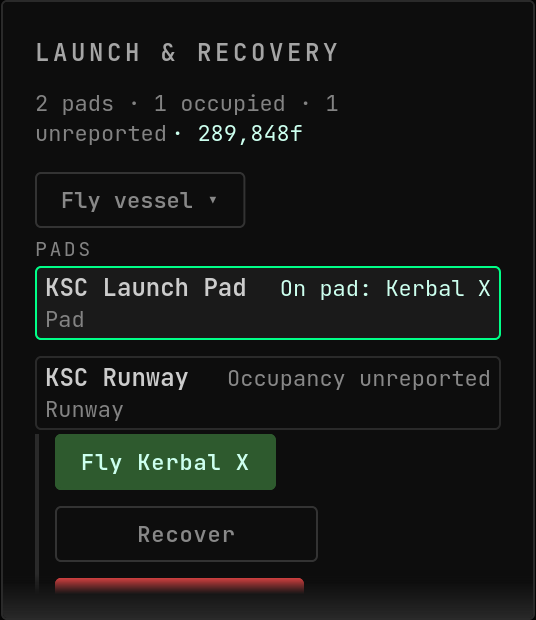 LAUNCH & RECOVERY
2 pads · 1 occupied · 1
unreported · 289,848f
Fly vessel ▾
PADS
KSC Launch Pad On pad: Kerbal X
Pad
KSC Runway Occupancy unreported
Runway
Fly Kerbal X
Recover